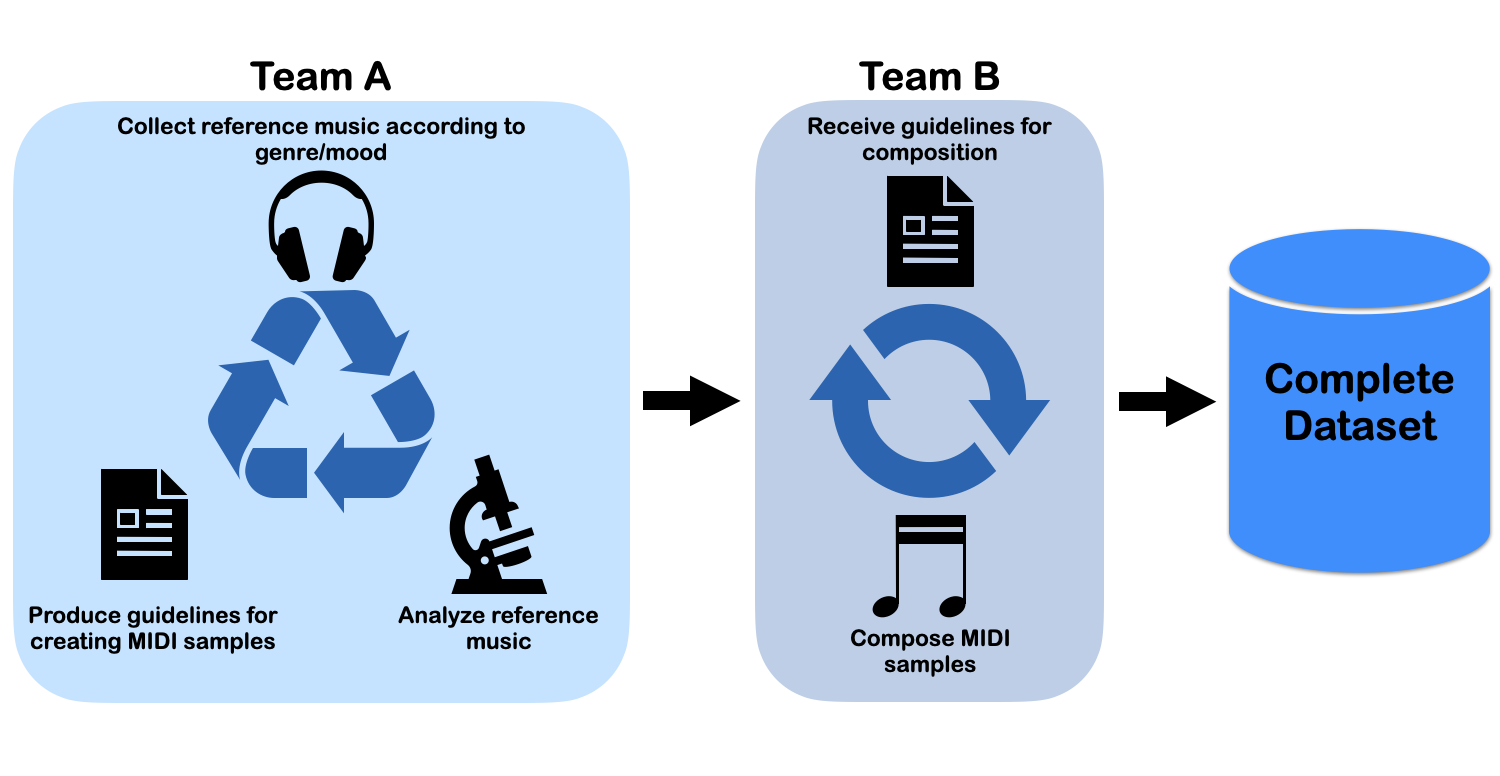 Team A
Collect reference music according to
genre/mood
Produce guidelines for
creating MIDI samples
Analyze reference
music
Team B
Receive guidelines for
composition
Compose MIDI
samples
Complete
Dataset